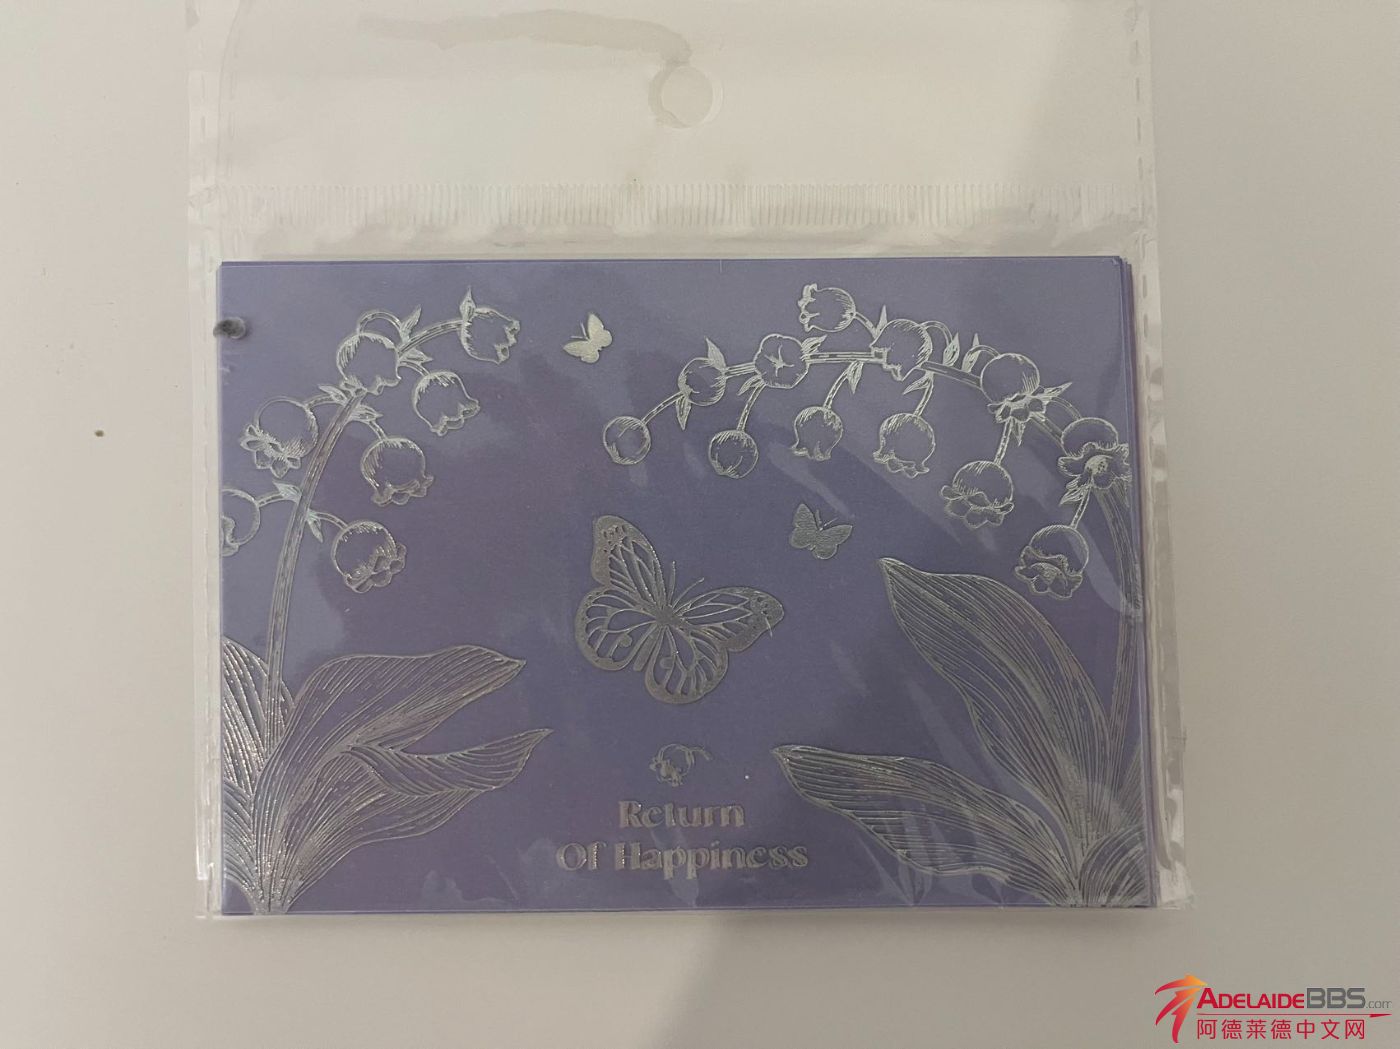 Return
Of Happiness
ADELAIDEBBS.com
阿德莱德中文网